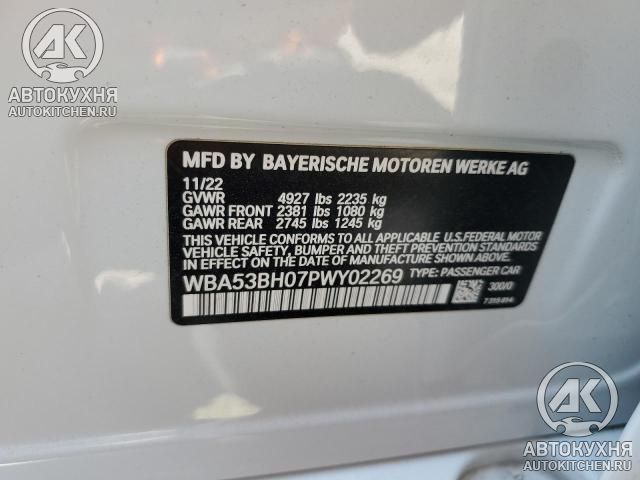 АК
АВТОКУХНЯ
AUTOKITCHEN.RU
MFD BY BAYERISCHE MOTOREN WERKE AG
11/22
GVWR 4927 lbs 2235 kg
GAWR FRONT 2381 lbs 1080 kg
GAWR REAR 2745 lbs 1245 kg
THIS VEHICLE CONFORMS TO ALL APPLICABLE U.S.FEDERAL MOTOR
VEHICLE SAFETY, BUMPER AND THEFT PREVENTION STANDARDS
IN EFFECT ON THE DATE OF MANUFACTURE SHOWN ABOVE.
WBA53BH07PWY02269 TYPE: PASSENGER CAR
300/0
АК
АВТОКУХНЯ
AUTOKITCHEN.RU